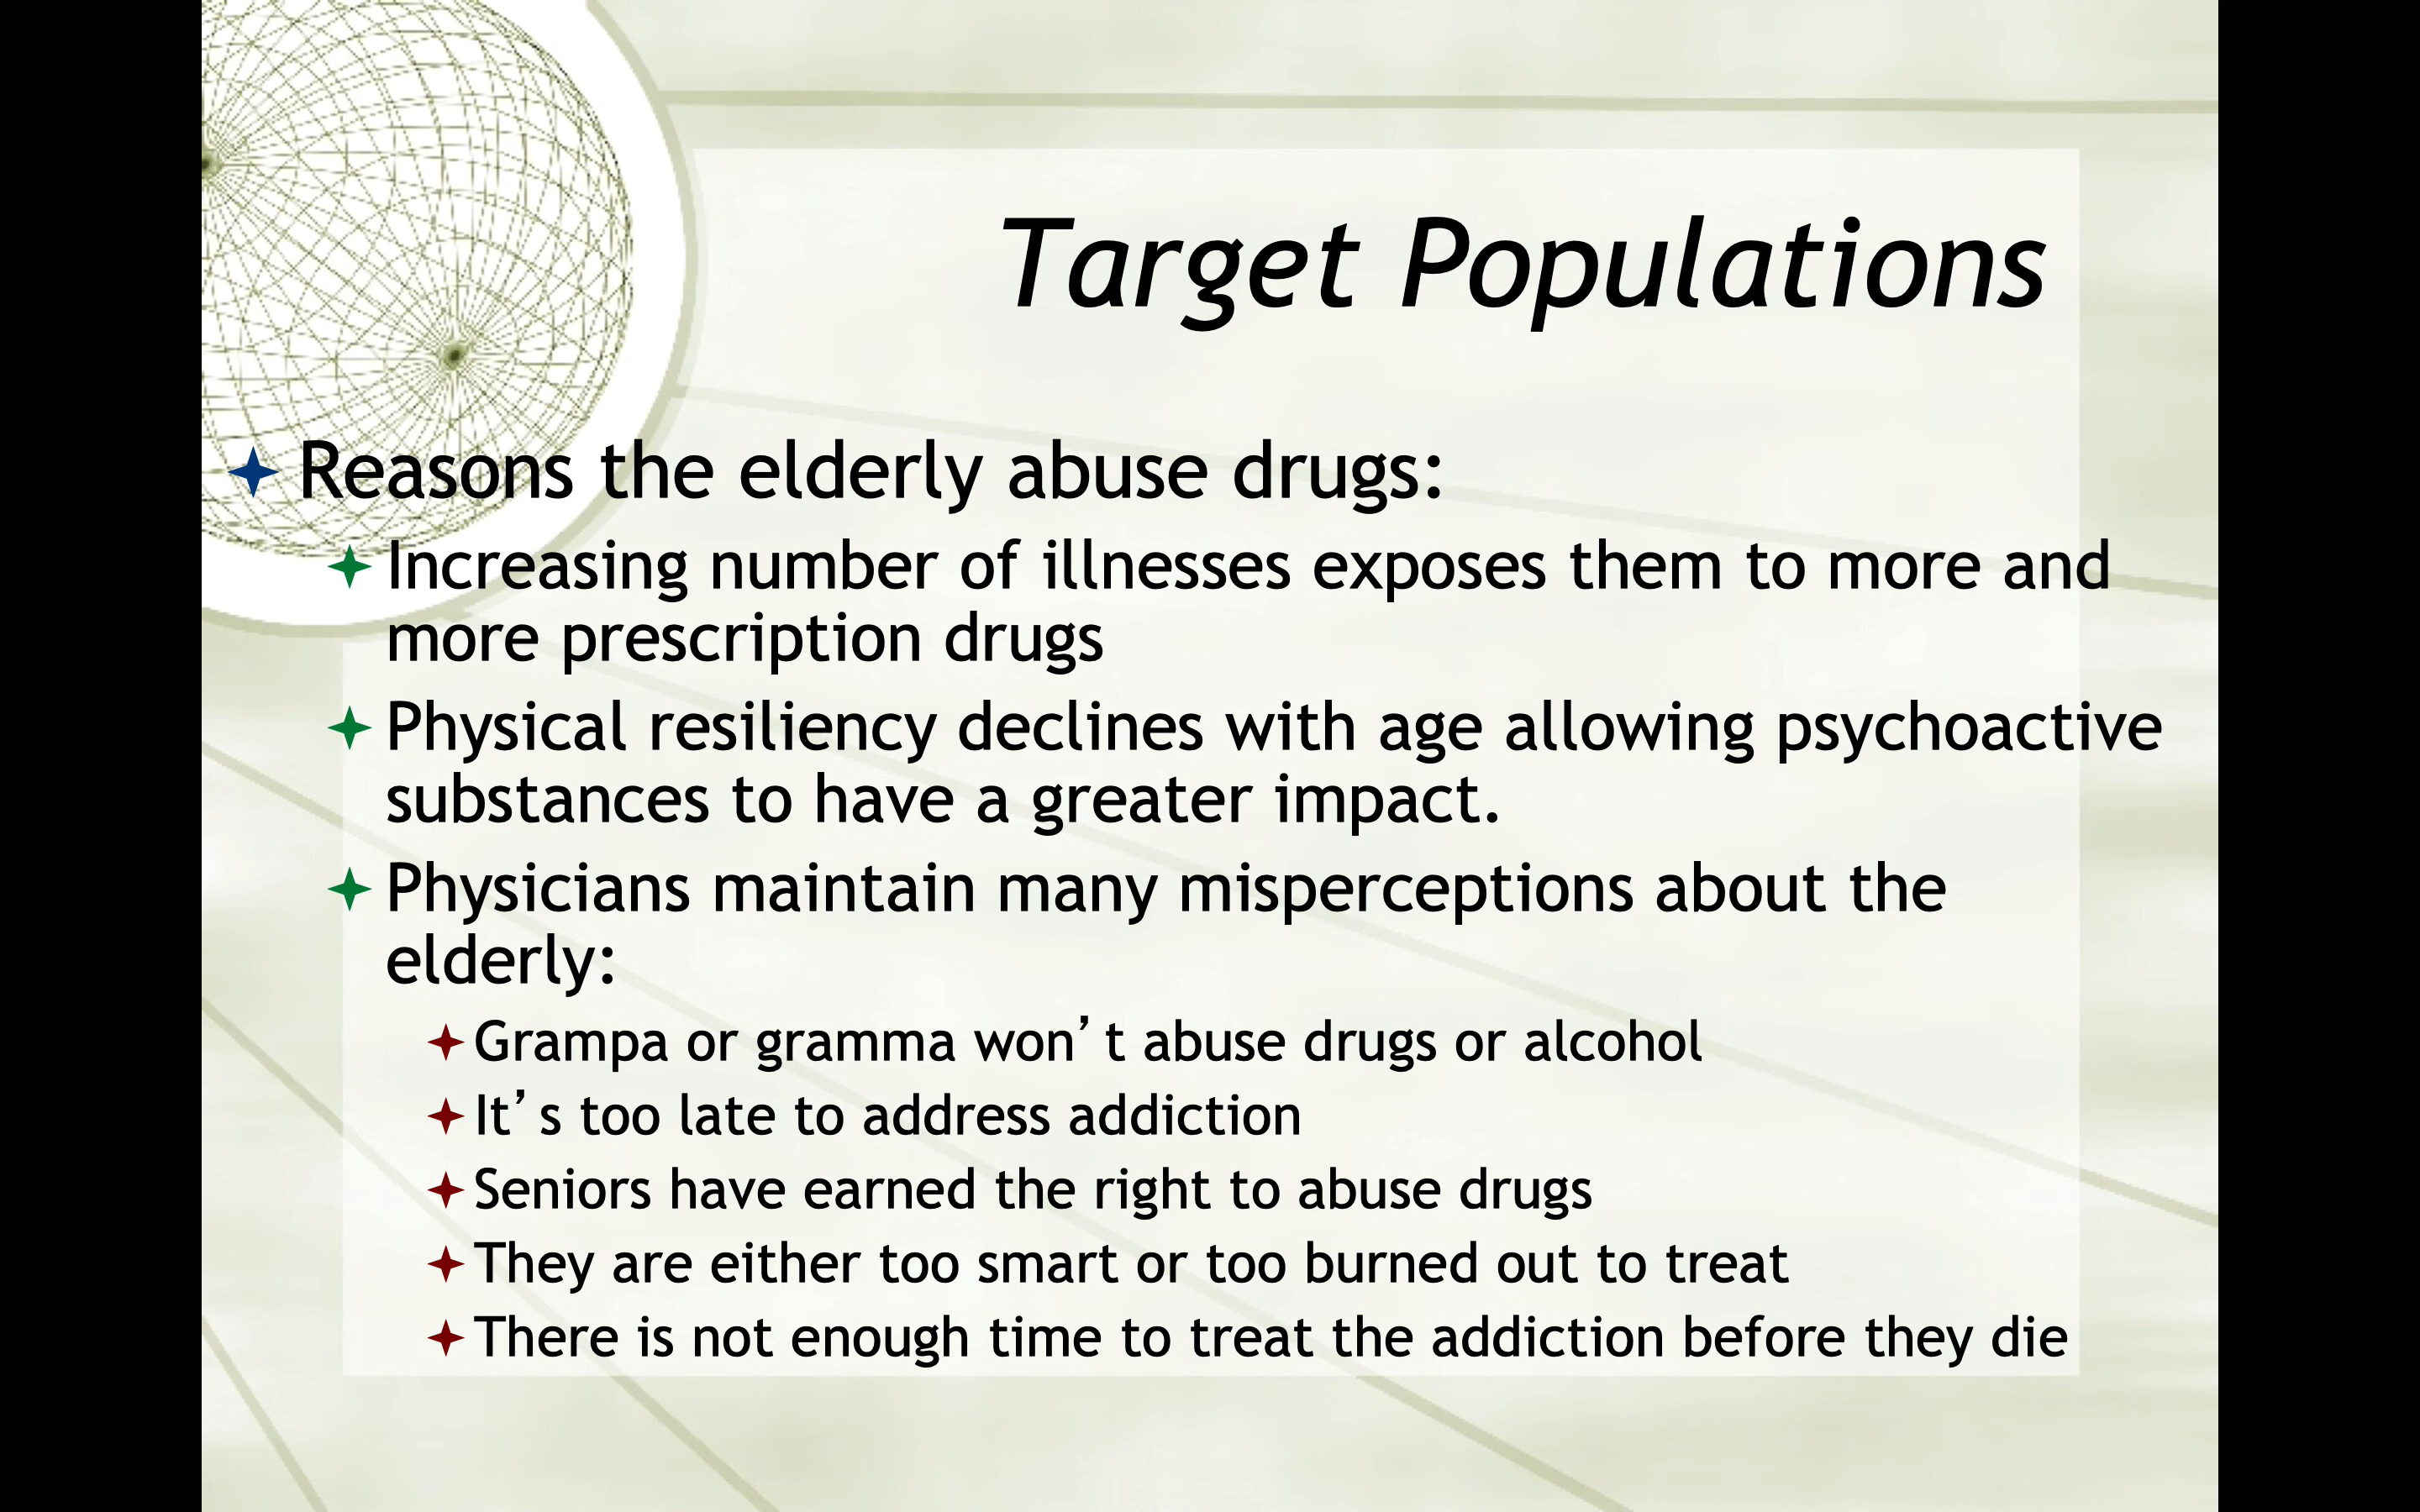 Target Populations
Reasons the elderly abuse drugs:
Increasing number of illnesses exposes them to more and
more prescription drugs
Physical resiliency declines with age allowing psychoactive
substances to have a greater impact.
Physicians maintain many misperceptions about the
elderly:
Grampa or gramma won’t abuse drugs or alcohol
It’s too late to address addiction
Seniors have earned the right to abuse drugs
They are either too smart or too burned out to treat
There is not enough time to treat the addiction before they die